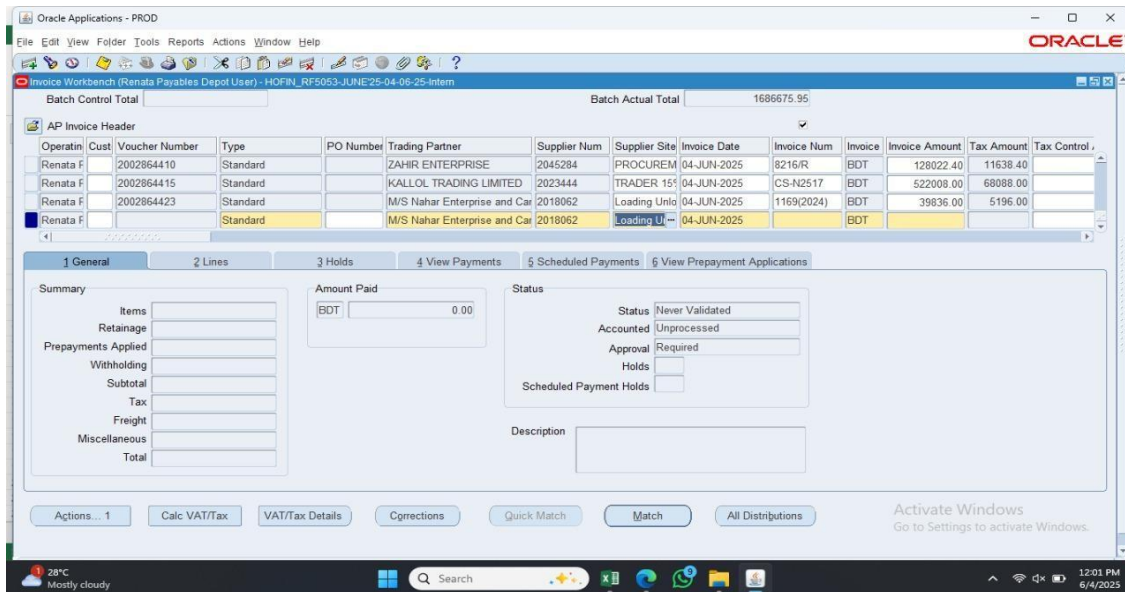 Oracle Applications - PROD
File Edit View Folder Tools Reports Actions Window Help
ORACLE
Invoice Workbench (Renata Payables Depot User) - HOFIN_RF5053-JUNE'25-04-06-25-Intern
Batch Control Total Batch Actual Total 1686675.95
AP Invoice Header
Operatin Cust Voucher Number Type PO Number Trading Partner Supplier Num Supplier Site Invoice Date Invoice Num Invoice Invoice Amount Tax Amount Tax Control
Renata F 2002864410 Standard ZAHIR ENTERPRISE 2045284 PROCUREM 04-JUN-2025 8216/R BDT 128022.40 11638.40
Renata F 2002864415 Standard KALLOL TRADING LIMITED 2023444 TRADER 15% 04-JUN-2025 CS-N2517 BDT 522008.00 68088.00
Renata F 2002864423 Standard M/S Nahar Enterprise and Car 2018062 Loading Unlo 04-JUN-2025 1169(2024) BDT 39836.00 5196.00
Renata F Standard M/S Nahar Enterprise and Car 2018062 Loading U ... 04-JUN-2025 BDT
1 General 2 Lines 3 Holds 4 View Payments 5 Scheduled Payments 6 View Prepayment Applications
Summary Amount Paid Status
Items BDT 0.00 Status Never Validated
Retainage Accounted Unprocessed
Prepayments Applied Approval Required
Withholding Holds
Subtotal Scheduled Payment Holds
Tax
Freight
Miscellaneous Description
Total
Actions... 1 Calc VAT/Tax VAT/Tax Details Corrections Quick Match Match All Distributions
Activate Windows
Go to Settings to activate Windows.
1 28°C
Mostly cloudy
Search
9
12:01 PM
6/4/2025